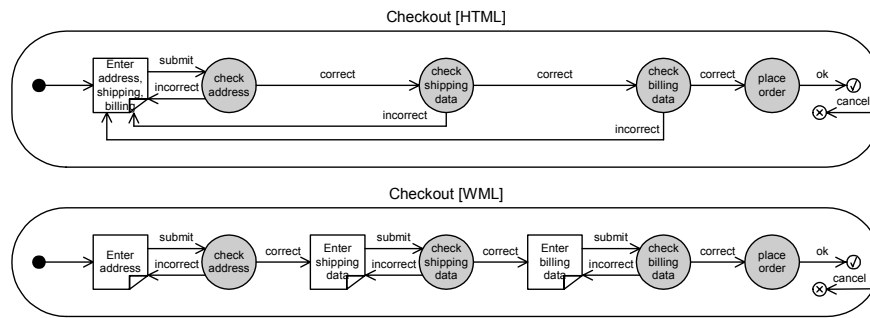 Checkout [HTML]
Enter
address,
shipping,
billing
submit
incorrect
check
address
correct
check
shipping
data
incorrect
correct
check
billing
data
incorrect
correct
place
order
ok
cancel
Checkout [WML]
Enter
address
submit
incorrect
check
address
correct
Enter
shipping
data
submit
incorrect
check
shipping
data
correct
Enter
billing
data
submit
incorrect
check
billing
data
correct
place
order
ok
cancel